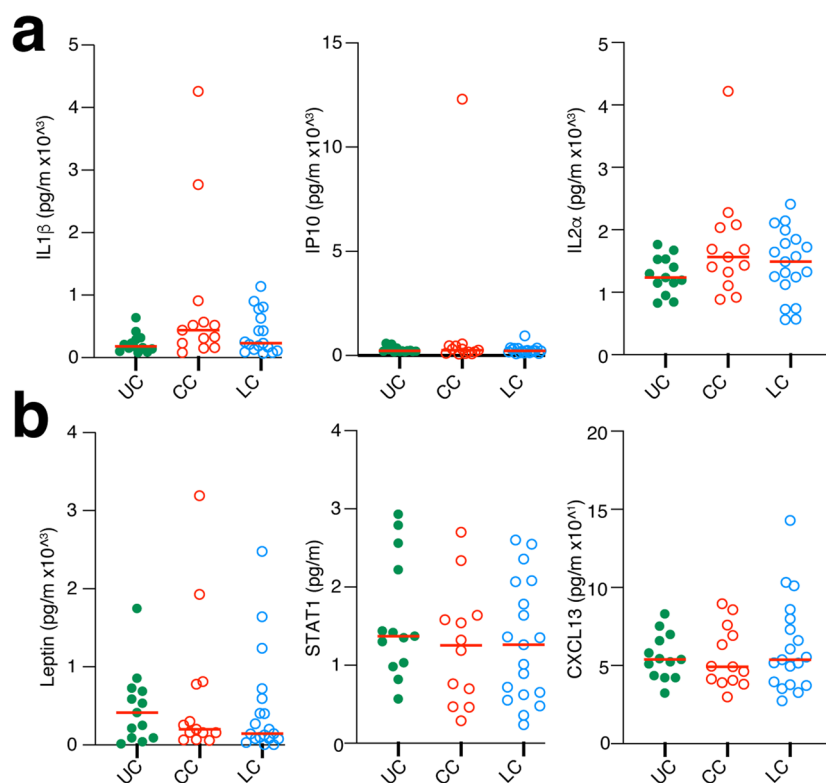 a
IL1β (pg/m x10^3)
5
4
3
2
1
0
UC
CC
LC
IP10 (pg/m x10^3)
15
10
5
0
UC
CC
LC
IL2α (pg/m x10^3)
5
4
3
2
1
0
UC
CC
LC
b
Leptin (pg/m x10^3)
4
3
2
1
0
UC
CC
LC
STAT1 (pg/m)
4
3
2
1
0
UC
CC
LC
CXCL13 (pg/m x10^1)
20
15
10
5
0
UC
CC
LC